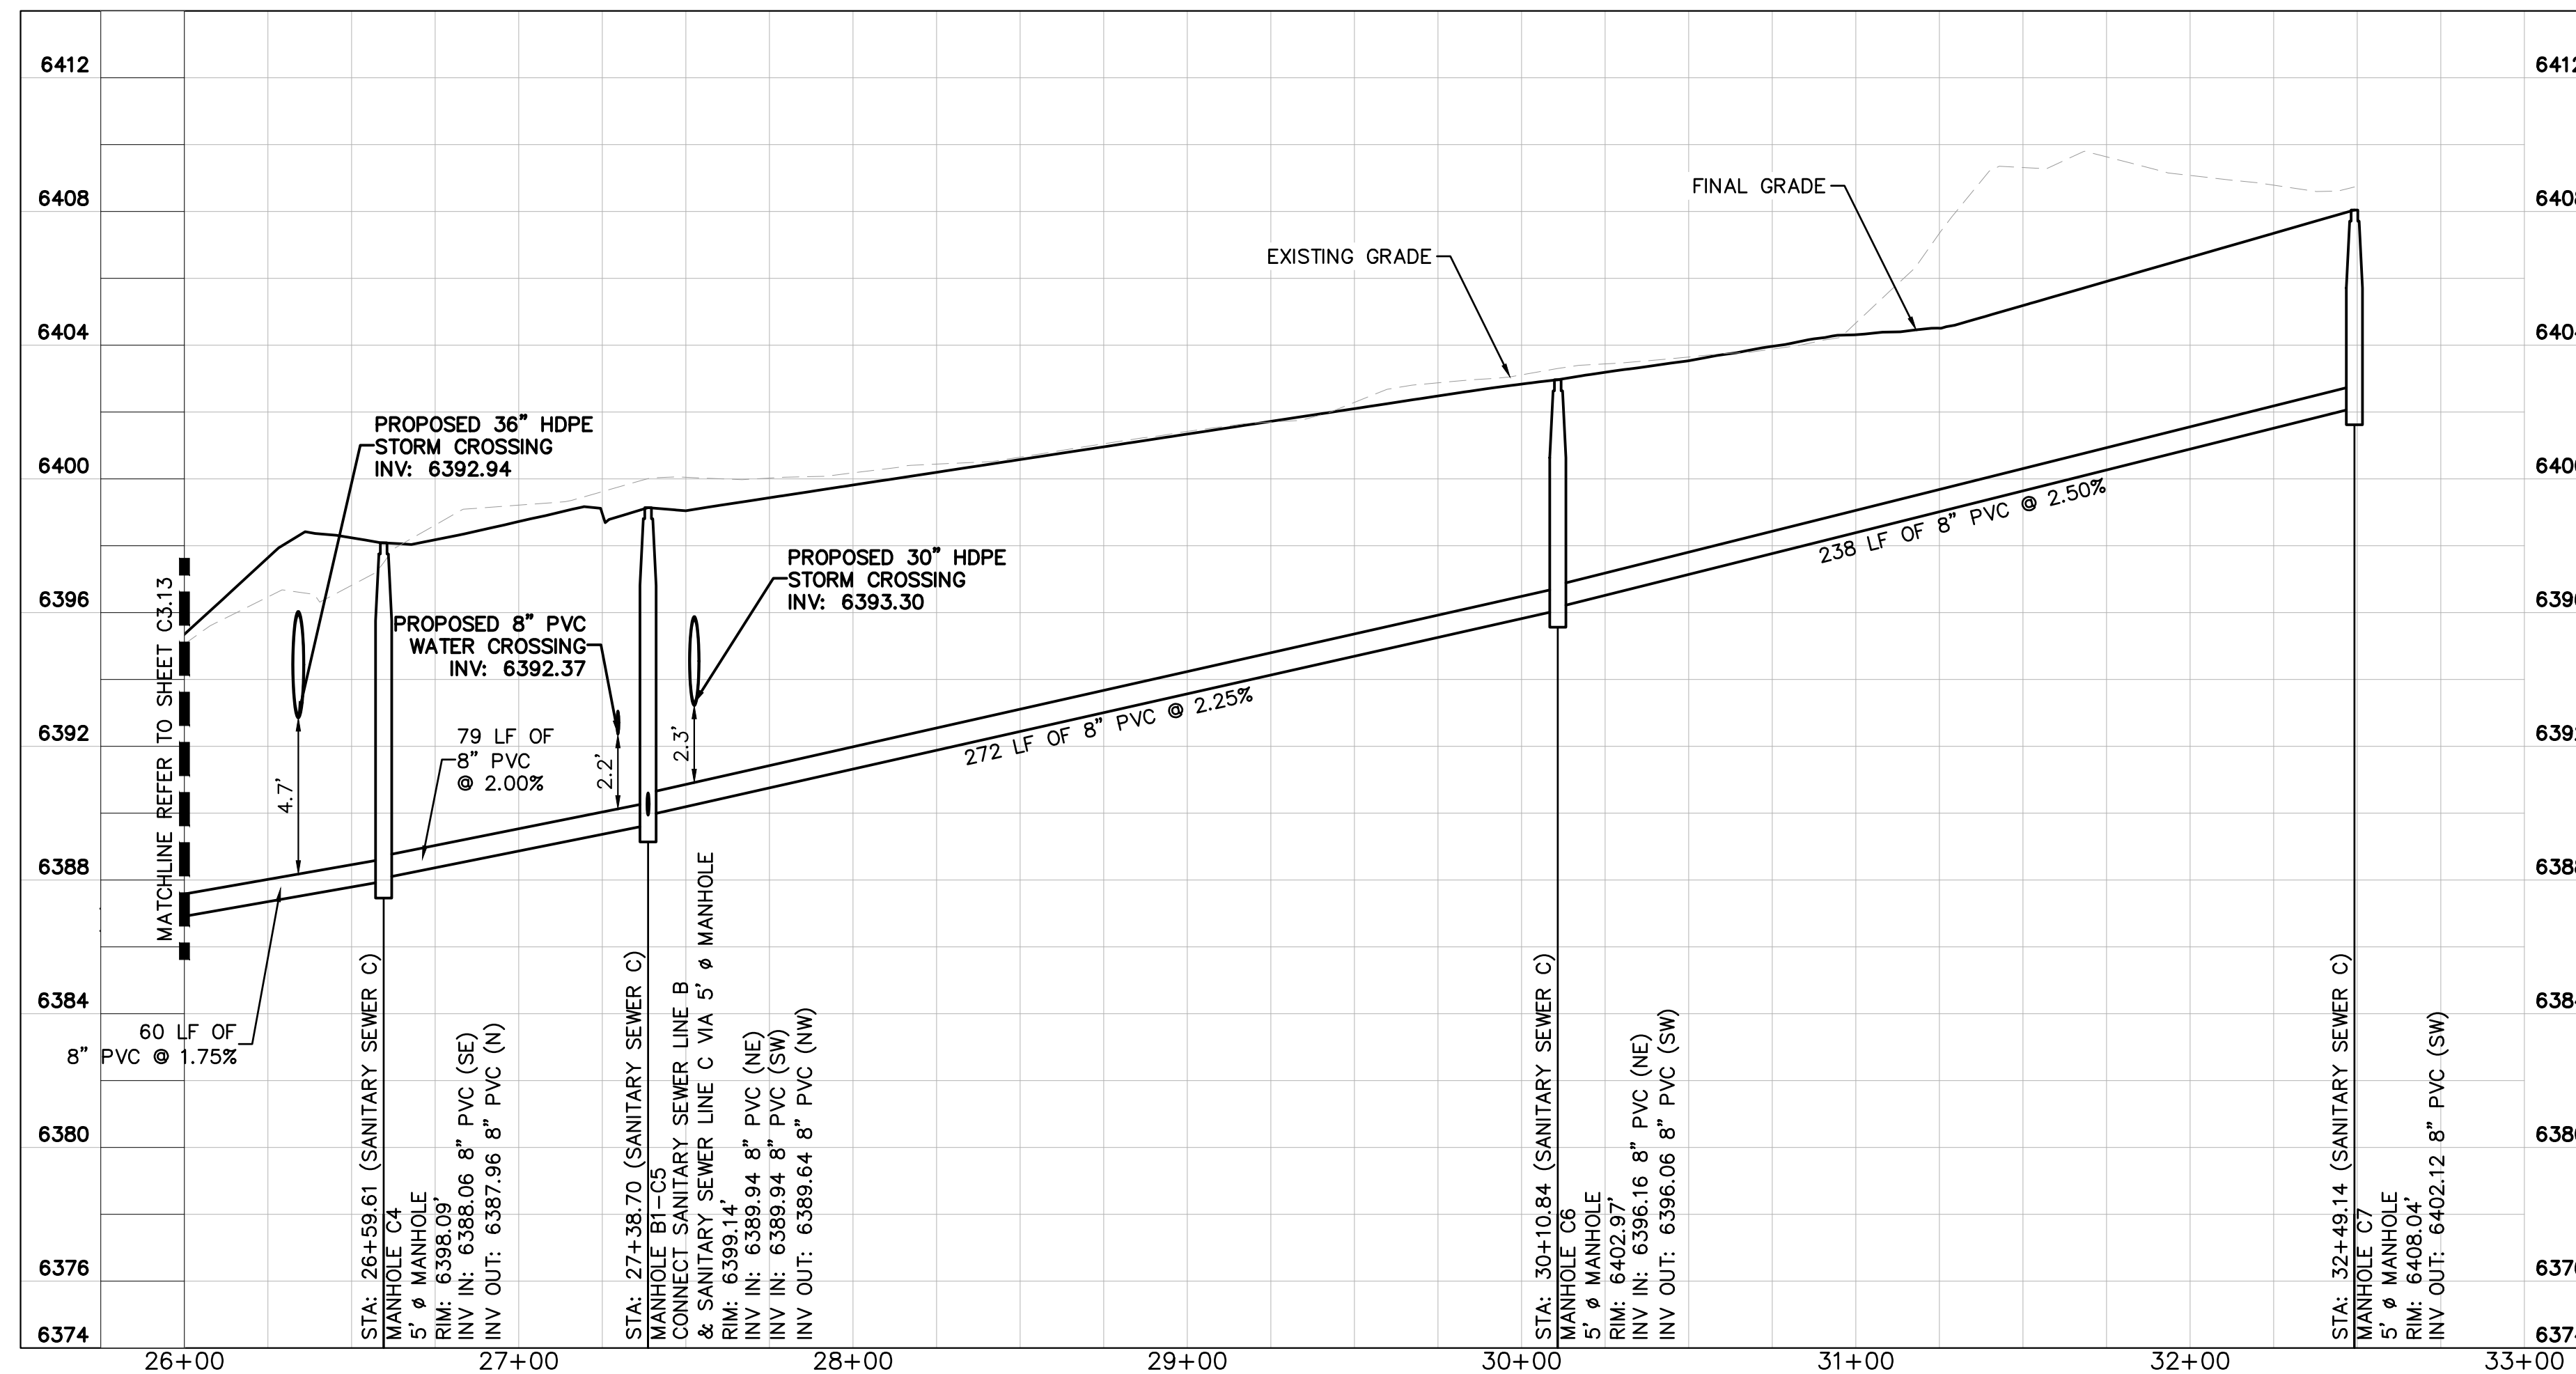 6412
6408
6404
6400
6396
6392
6388
6384
6380
6376
6374
FINAL GRADE
EXISTING GRADE
PROPOSED 36" HDPE
STORM CROSSING
INV: 6392.94
PROPOSED 30" HDPE
STORM CROSSING
INV: 6393.30
PROPOSED 8" PVC
WATER CROSSING
INV: 6392.37
MATCHLINE REFER TO SHEET C3.13
4.7'
2.2'
2.3'
79 LF OF
8" PVC
@ 2.00%
60 LF OF
8" PVC @ 1.75%
272 LF OF 8" PVC @ 2.25%
238 LF OF 8" PVC @ 2.50%
STA: 26+59.61 (SANITARY SEWER C)
MANHOLE C4
5' ø MANHOLE
RIM: 6398.09'
INV IN: 6388.06 8" PVC (SE)
INV OUT: 6387.96 8" PVC (N)
STA: 27+38.70 (SANITARY SEWER C)
MANHOLE B1-C5
CONNECT SANITARY SEWER LINE B
& SANITARY SEWER LINE C VIA 5' ø MANHOLE
RIM: 6399.14'
INV IN: 6389.94 8" PVC (NE)
INV IN: 6389.94 8" PVC (SW)
INV OUT: 6389.64 8" PVC (NW)
STA: 30+10.84 (SANITARY SEWER C)
MANHOLE C6
5' ø MANHOLE
RIM: 6402.97'
INV IN: 6396.16 8" PVC (NE)
INV OUT: 6396.06 8" PVC (SW)
STA: 32+49.14 (SANITARY SEWER C)
MANHOLE C7
5' ø MANHOLE
RIM: 6408.04'
INV OUT: 6402.12 8" PVC (SW)
26+00 27+00 28+00 29+00 30+00 31+00 32+00 33+00